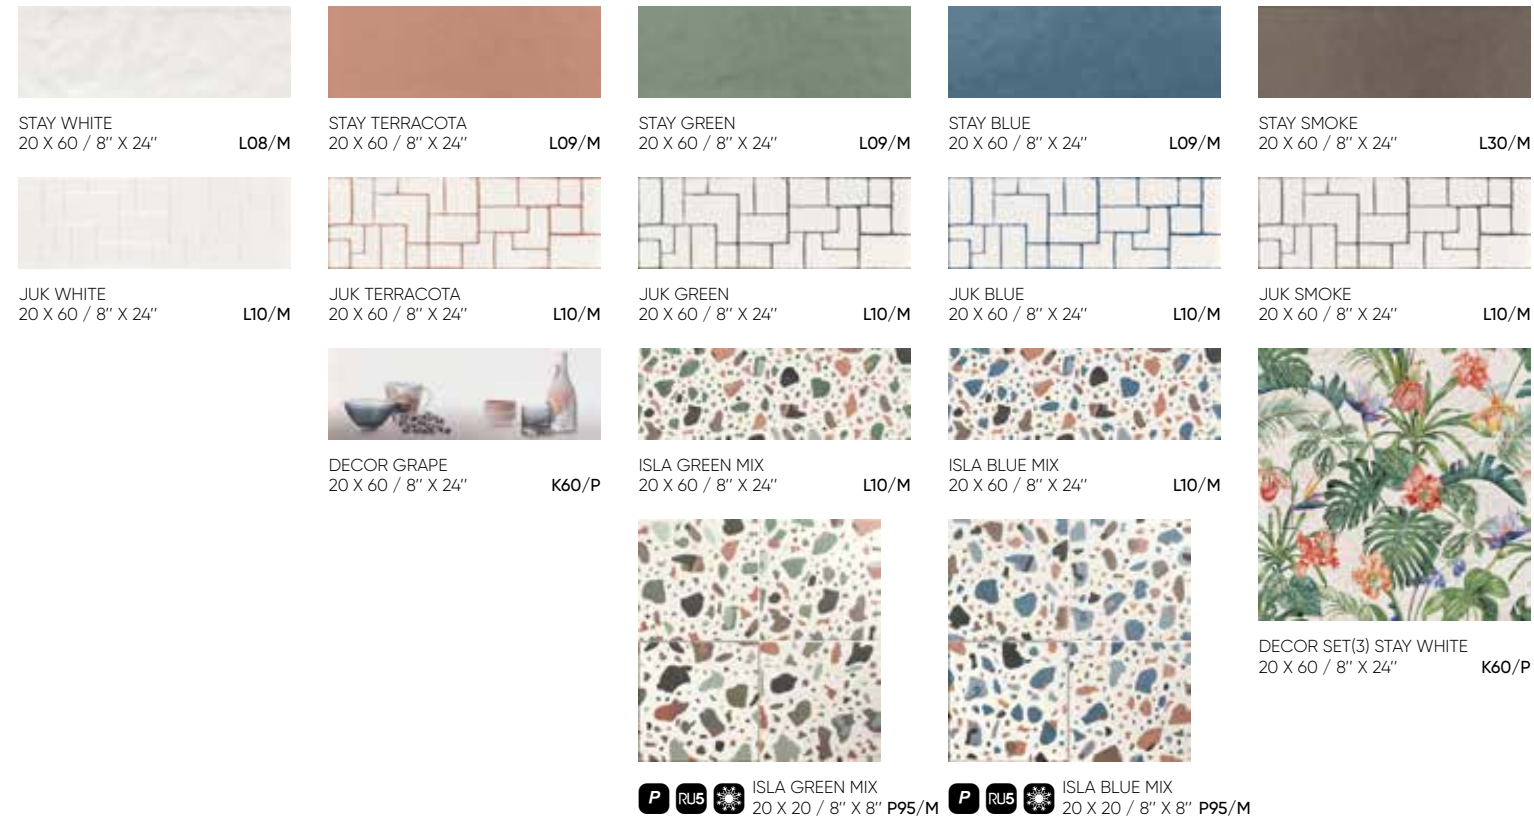 STAY WHITE
20 X 60 / 8’’ X 24’’ L08/M
STAY TERRACOTA
20 X 60 / 8’’ X 24’’ L09/M
STAY GREEN
20 X 60 / 8’’ X 24’’ L09/M
STAY BLUE
20 X 60 / 8’’ X 24’’ L09/M
STAY SMOKE
20 X 60 / 8’’ X 24’’ L30/M
JUK WHITE
20 X 60 / 8’’ X 24’’ L10/M
JUK TERRACOTA
20 X 60 / 8’’ X 24’’ L10/M
JUK GREEN
20 X 60 / 8’’ X 24’’ L10/M
JUK BLUE
20 X 60 / 8’’ X 24’’ L10/M
JUK SMOKE
20 X 60 / 8’’ X 24’’ L10/M
DECOR GRAPE
20 X 60 / 8’’ X 24’’ K60/P
ISLA GREEN MIX
20 X 60 / 8’’ X 24’’ L10/M
ISLA BLUE MIX
20 X 60 / 8’’ X 24’’ L10/M
DECOR SET(3) STAY WHITE
20 X 60 / 8’’ X 24’’ K60/P
P RU5
ISLA GREEN MIX
20 X 20 / 8’’ X 8’’ P95/M
P RU5
ISLA BLUE MIX
20 X 20 / 8’’ X 8’’ P95/M